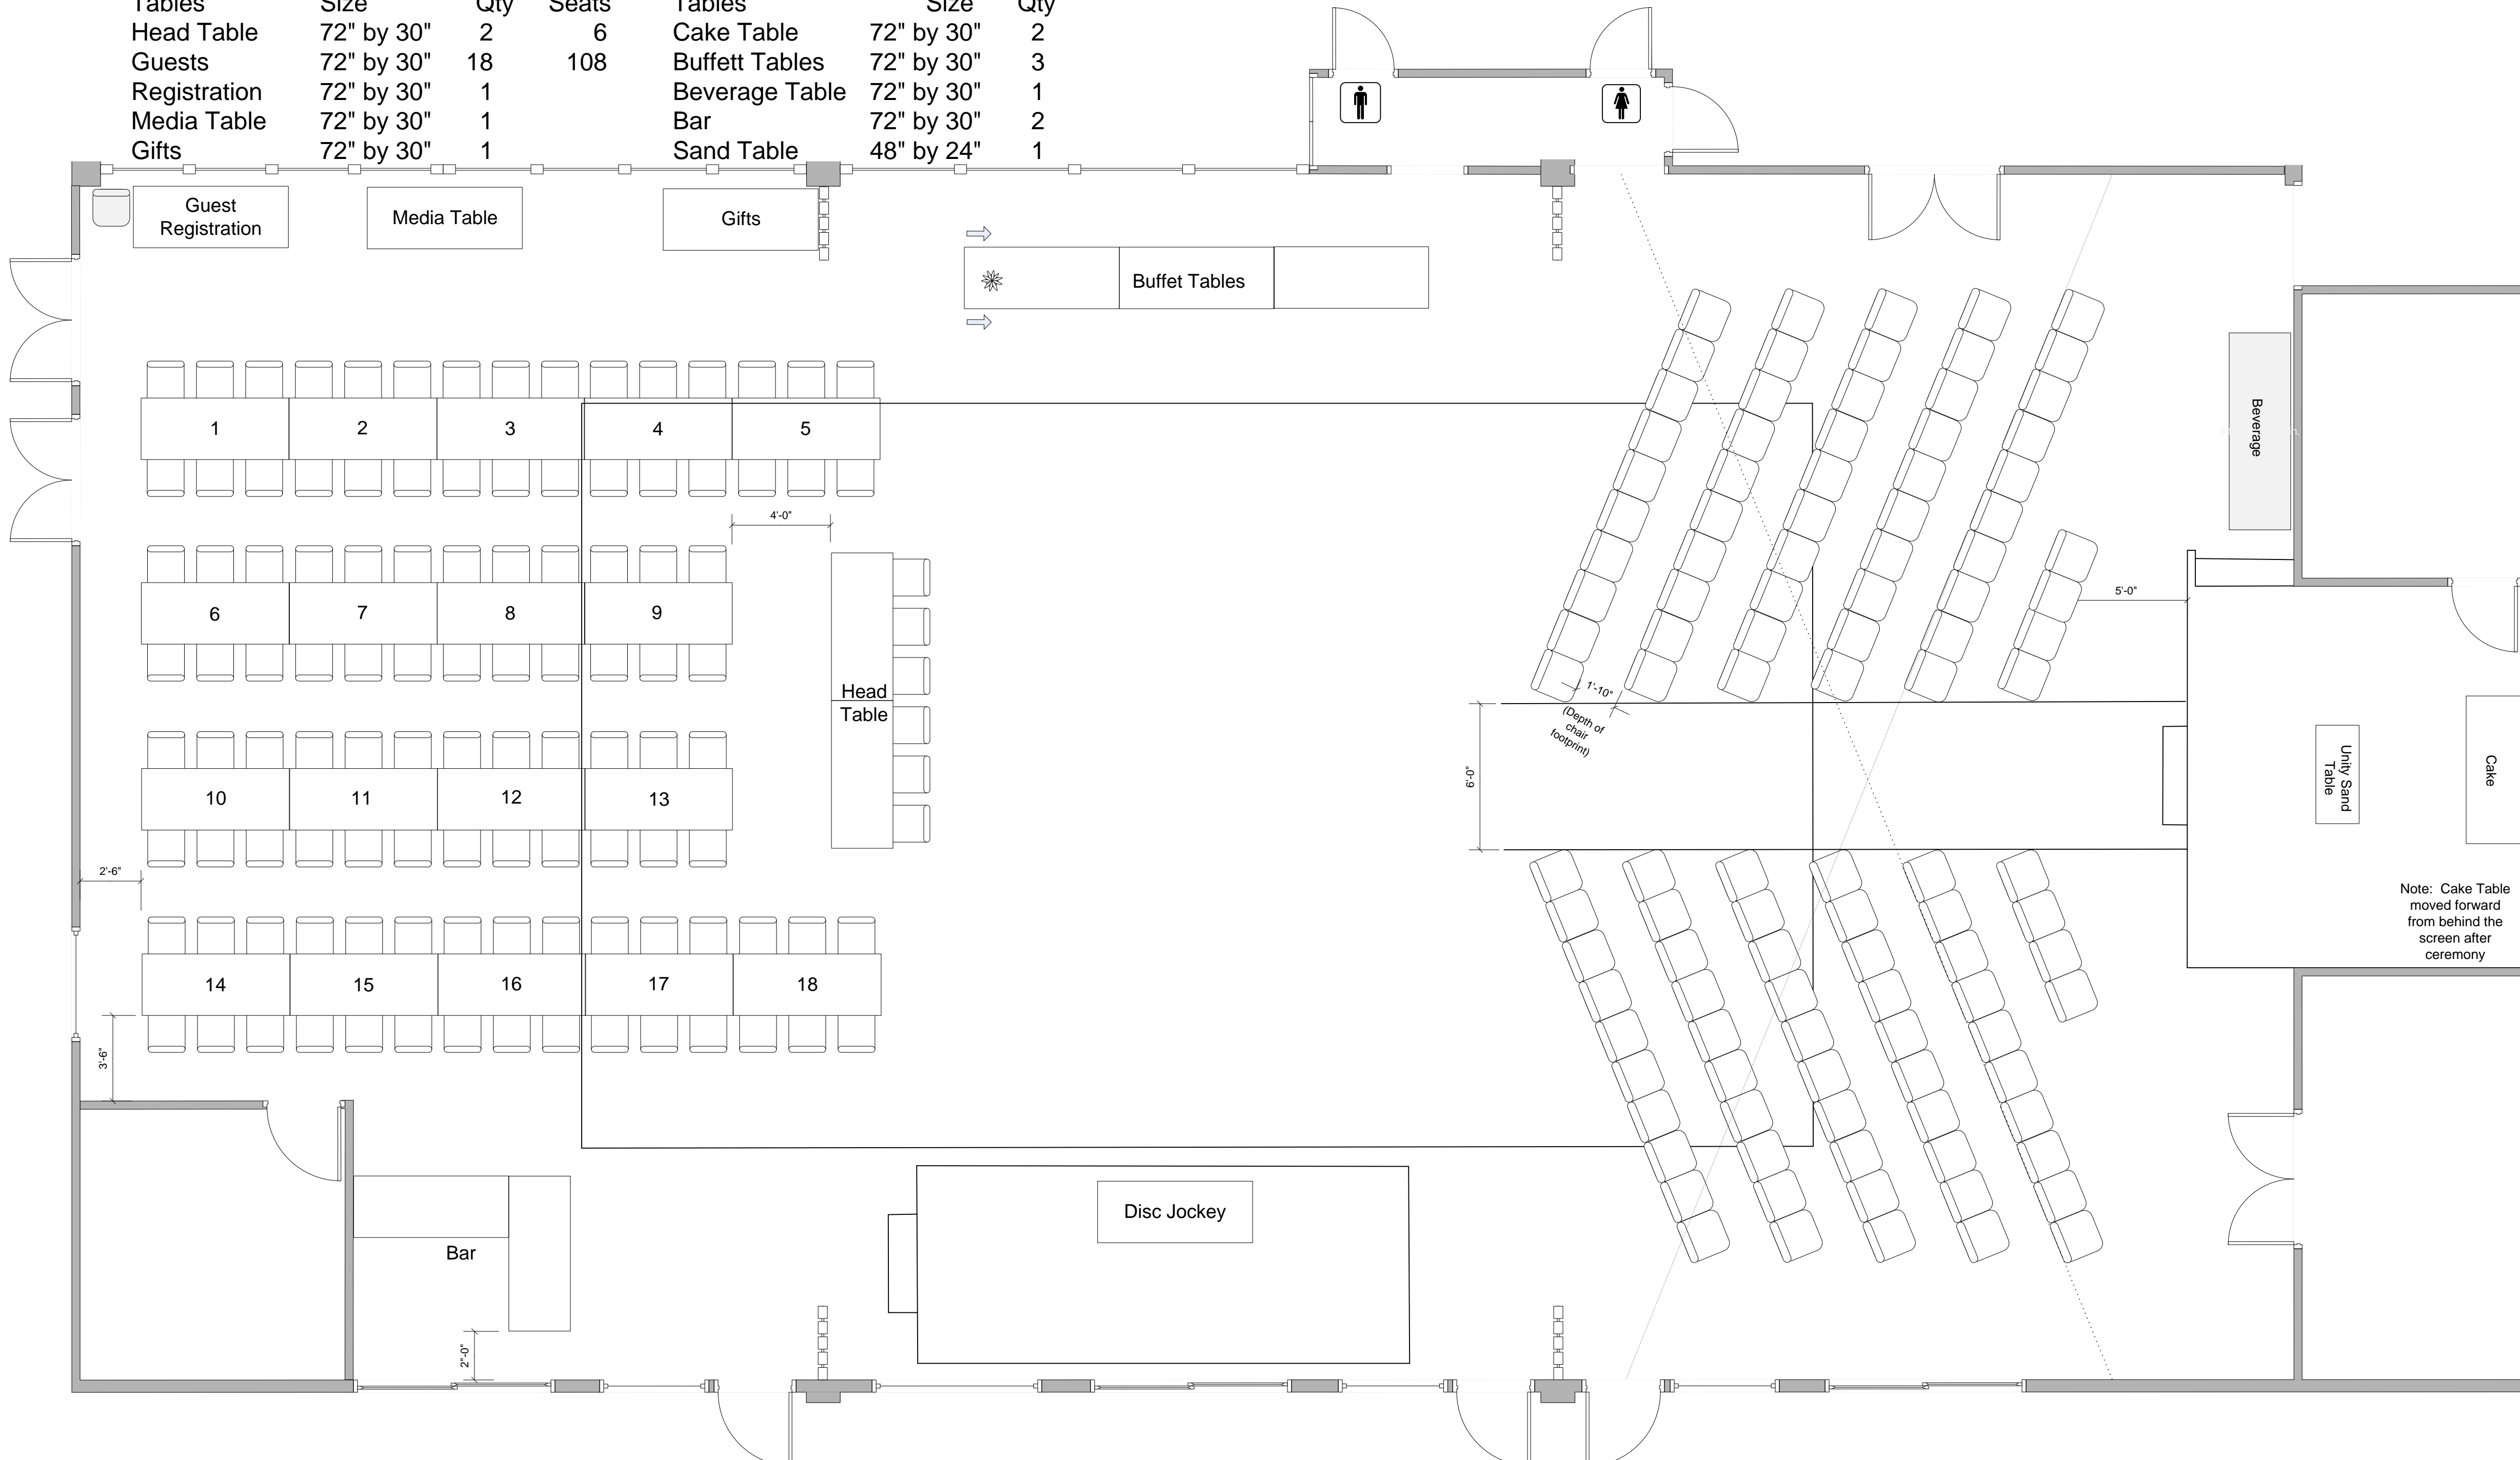 Tables Size Qty Seats Tables Size Qty
Head Table 72" by 30" 2 6 Cake Table 72" by 30" 2
Guests 72" by 30" 18 108 Buffett Tables 72" by 30" 3
Registration 72" by 30" 1 Beverage Table 72" by 30" 1
Media Table 72" by 30" 1 Bar 72" by 30" 2
Gifts 72" by 30" 1 Sand Table 48" by 24" 1
Guest
Registration
Media Table
Gifts
Buffet Tables
Beverage
1 2 3 4 5
4'-0"
6 7 8 9
5'-0"
Head
Table
1'-10"
(Depth of
chair
footprint)
6'-0"
Unity Sand
Table
Cake
10 11 12 13
2'-6"
Note: Cake Table
moved forward
from behind the
screen after
ceremony
14 15 16 17 18
3'-6"
Disc Jockey
Bar
2"-0"